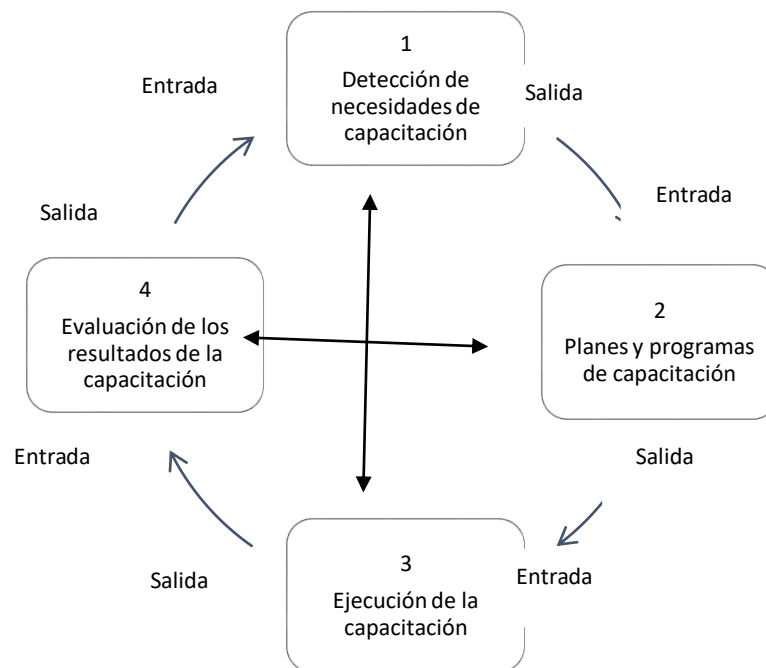 1
Detección de
necesidades de
capacitación
Entrada
Salida
Entrada
Salida
4
Evaluación de los
resultados de la
capacitación
2
Planes y programas
de capacitación
Entrada
Salida
Salida
3
Ejecución de la
capacitación
Entrada